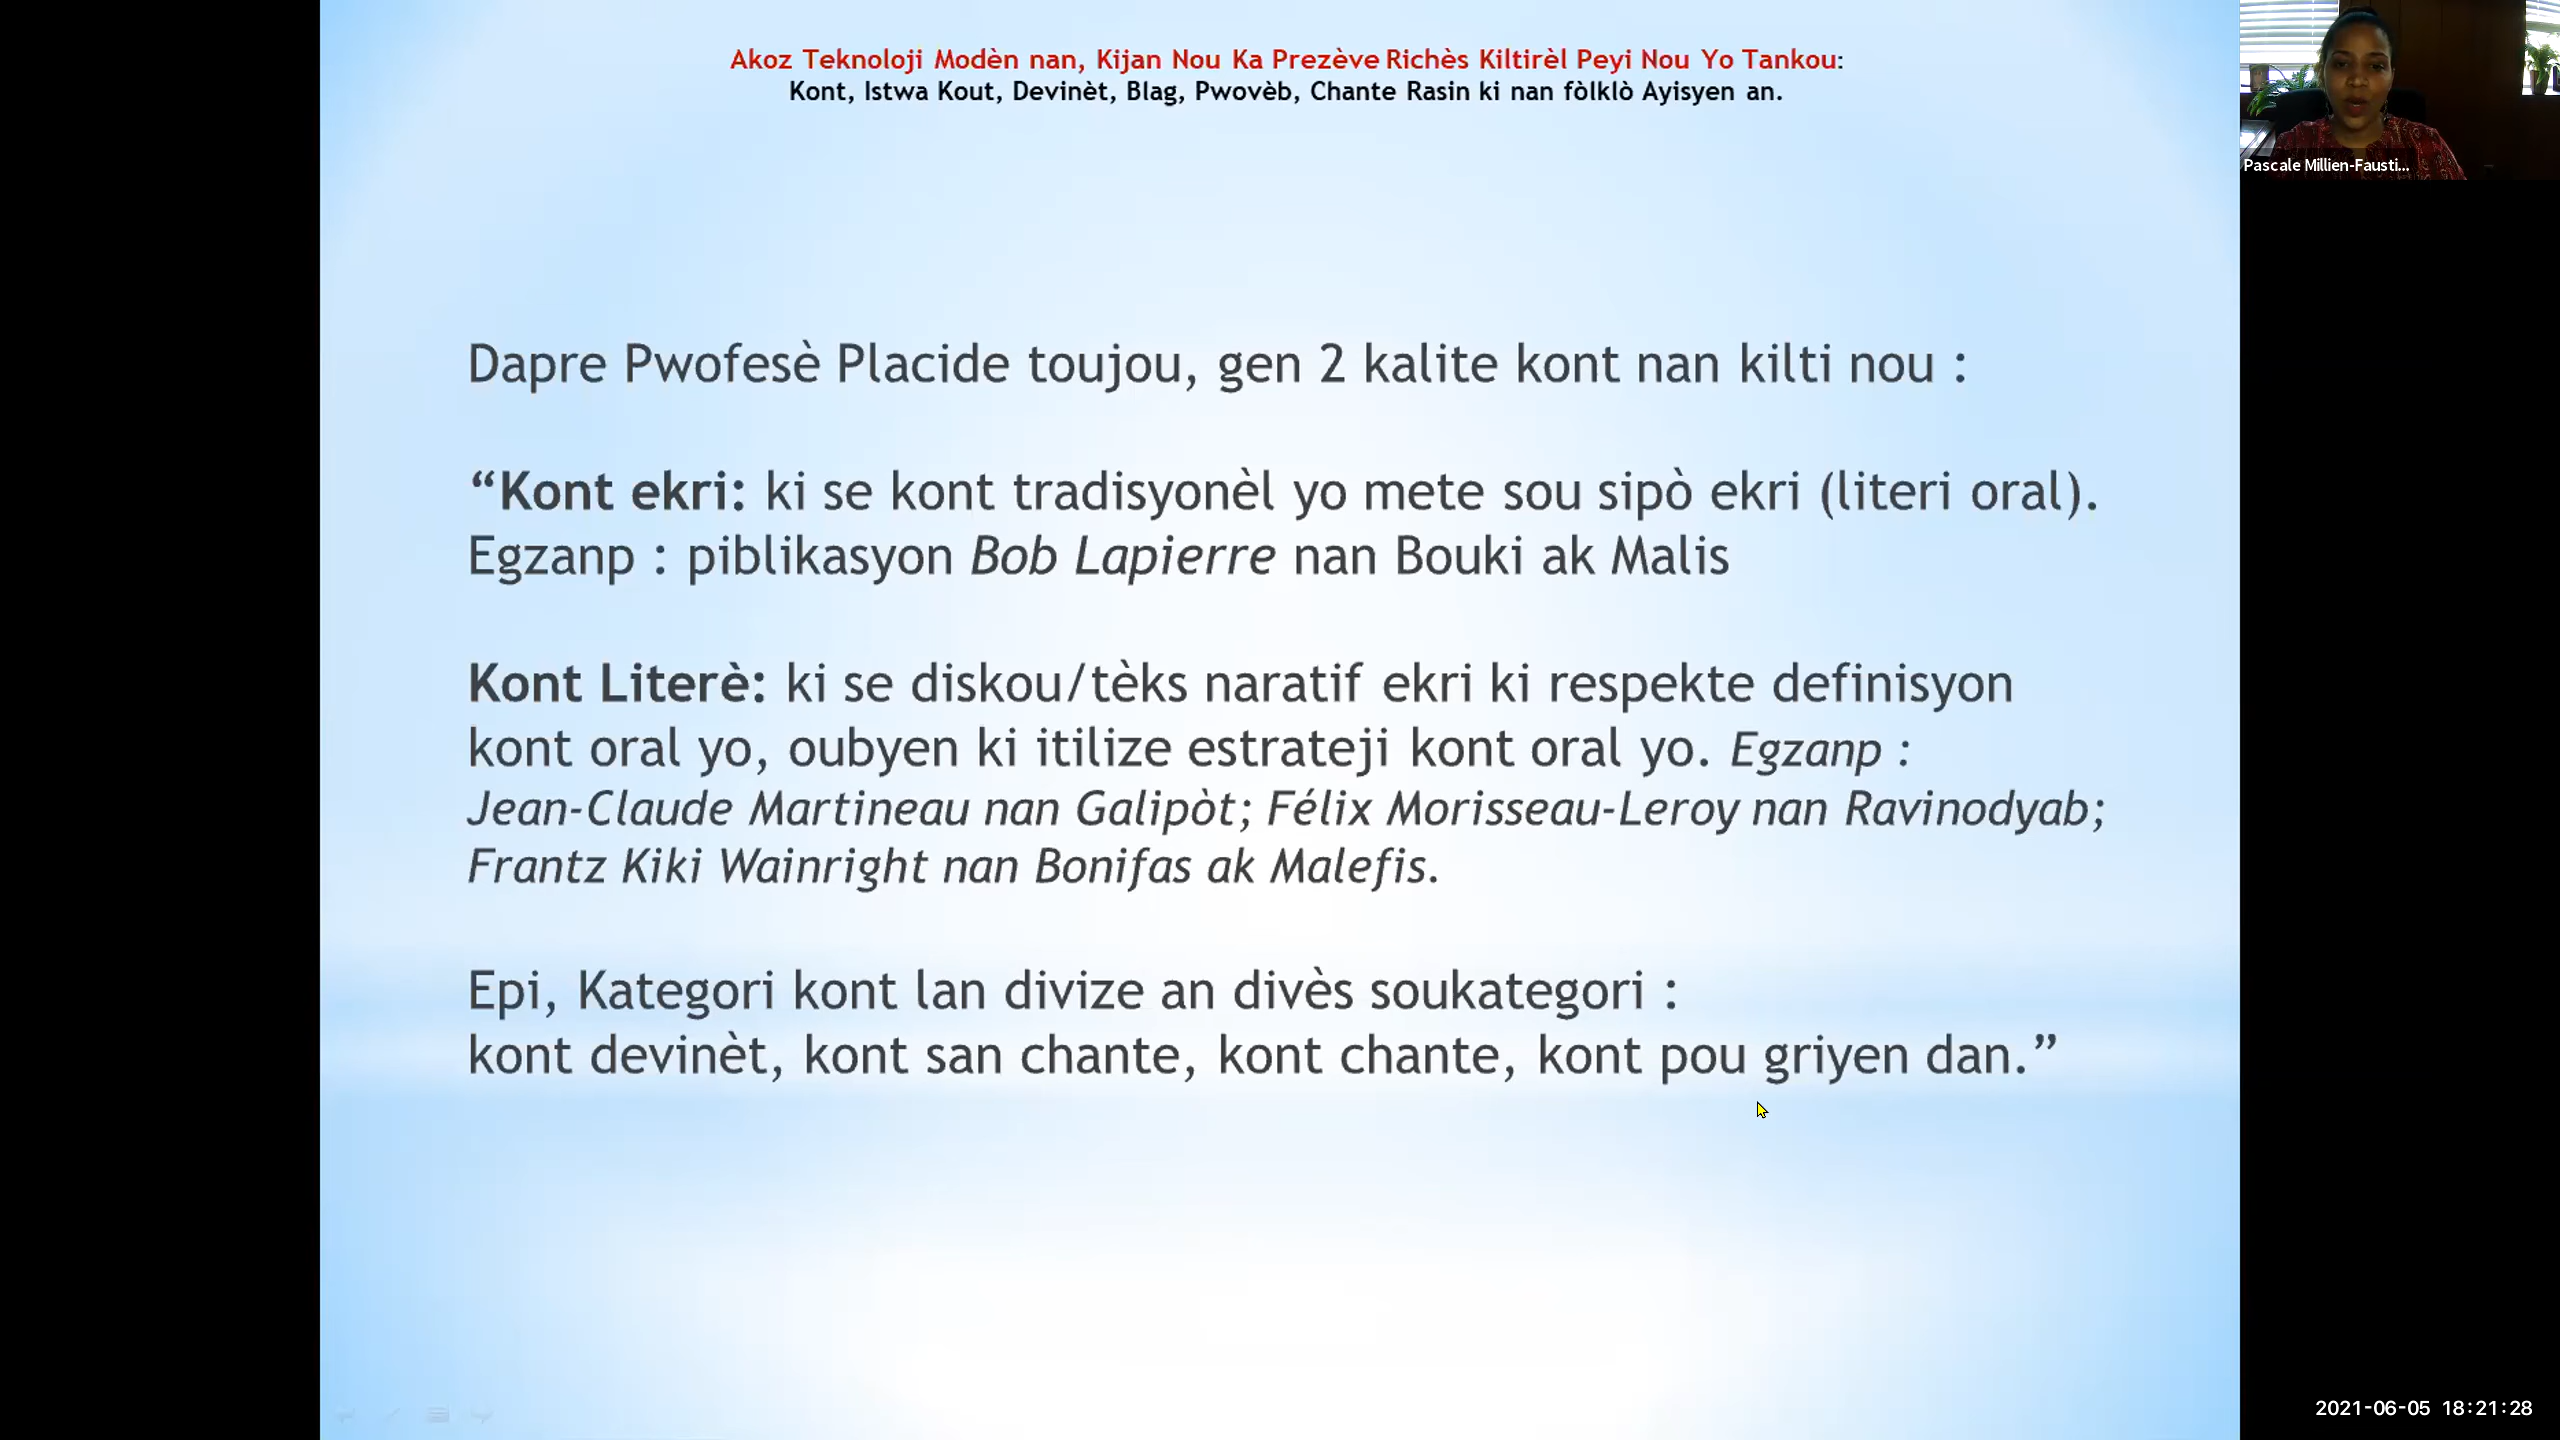 Akoz Teknoloji Modèn nan, Kijan Nou Ka Prezève Richès Kiltirèl Peyi Nou Yo Tankou:
Kont, Istwa Kout, Devinèt, Blag, Pwovèb, Chante Rasin ki nan fòlklò Ayisyen an.
Pascale Millien-Fausti...
Dapre Pwofesè Placide toujou, gen 2 kalite kont nan kilti nou :
“Kont ekri: ki se kont tradisyonèl yo mete sou sipò ekri (literi oral).
Egzanp : piblikasyon Bob Lapierre nan Bouki ak Malis
Kont Literè: ki se diskou/tèks naratif ekri ki respekte definisyon
kont oral yo, oubyen ki itilize estrateji kont oral yo. Egzanp :
Jean-Claude Martineau nan Galipòt; Félix Morisseau-Leroy nan Ravinodyab;
Frantz Kiki Wainright nan Bonifas ak Malefis.
Epi, Kategori kont lan divize an divès soukategori :
kont devinèt, kont san chante, kont chante, kont pou griyen dan.”
2021-06-05 18:21:28